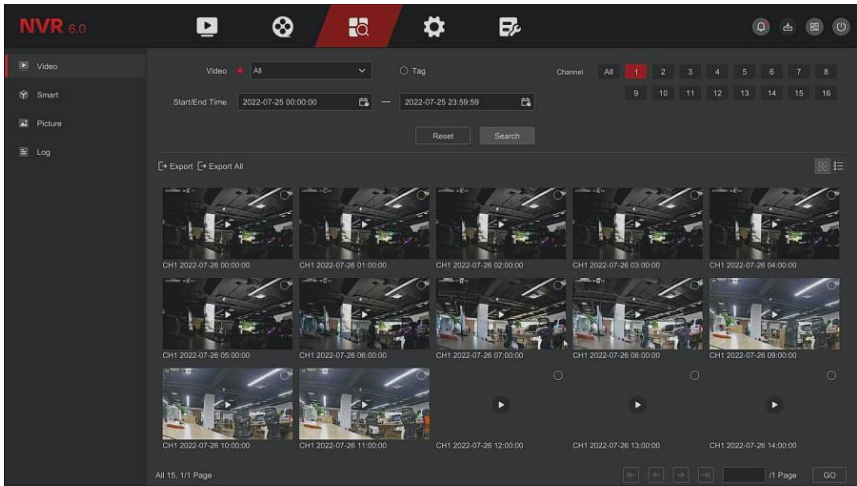 NVR 6.0
Video
Smart
Picture
Log
Video * All
Tag
Channel All 1 2 3 4 5 6 7 8
9 10 11 12 13 14 15 16
Start/End Time 2022-07-25 00:00:00 — 2022-07-25 23:59:59
Reset Search
Export Export All
CH1 2022-07-26 00:00:00 CH1 2022-07-26 01:00:00 CH1 2022-07-26 02:00:00 CH1 2022-07-26 03:00:00 CH1 2022-07-26 04:00:00
CH1 2022-07-26 05:00:00 CH1 2022-07-26 06:00:00 CH1 2022-07-26 07:00:00 CH1 2022-07-26 08:00:00 CH1 2022-07-26 09:00:00
CH1 2022-07-26 10:00:00 CH1 2022-07-26 11:00:00 CH1 2022-07-26 12:00:00 CH1 2022-07-26 13:00:00 CH1 2022-07-26 14:00:00
All 15, 1/1 Page
/1 Page GO